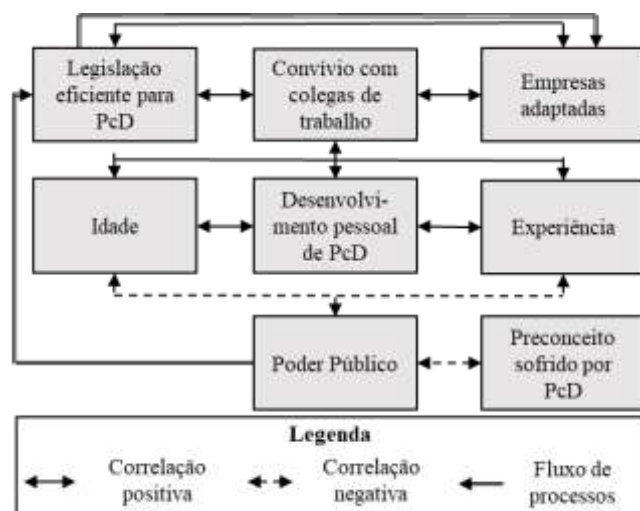 Legislação
eficiente para
PcD
Convívio com
colegas de
trabalho
Empresas
adaptadas
Idade
Desenvolvi-
mento pessoal
de PcD
Experiência
Poder Público
Preconceito
sofrido por
PcD
Legenda
Correlação
positiva
Correlação
negativa
Fluxo de
processos